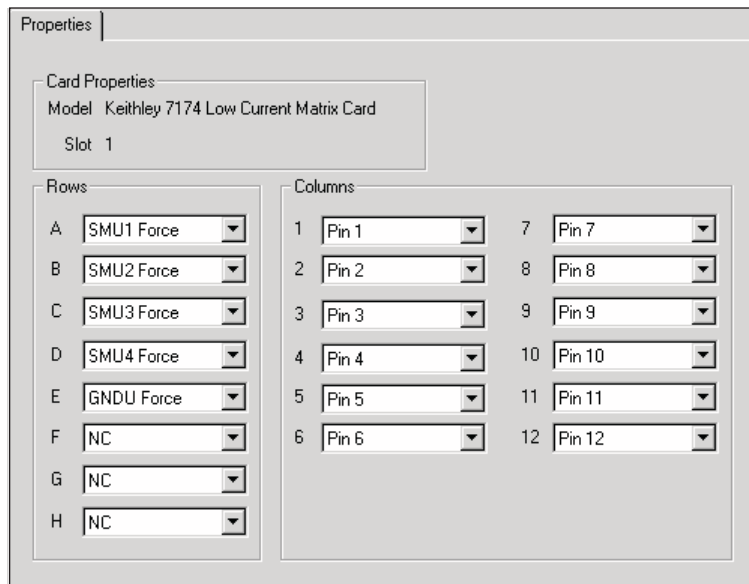 Properties
Card Properties
Model Keithley 7174 Low Current Matrix Card
Slot 1
Rows
A SMU1 Force
B SMU2 Force
C SMU3 Force
D SMU4 Force
E GNDU Force
F NC
G NC
H NC
Columns
1 Pin 1
2 Pin 2
3 Pin 3
4 Pin 4
5 Pin 5
6 Pin 6
7 Pin 7
8 Pin 8
9 Pin 9
10 Pin 10
11 Pin 11
12 Pin 12